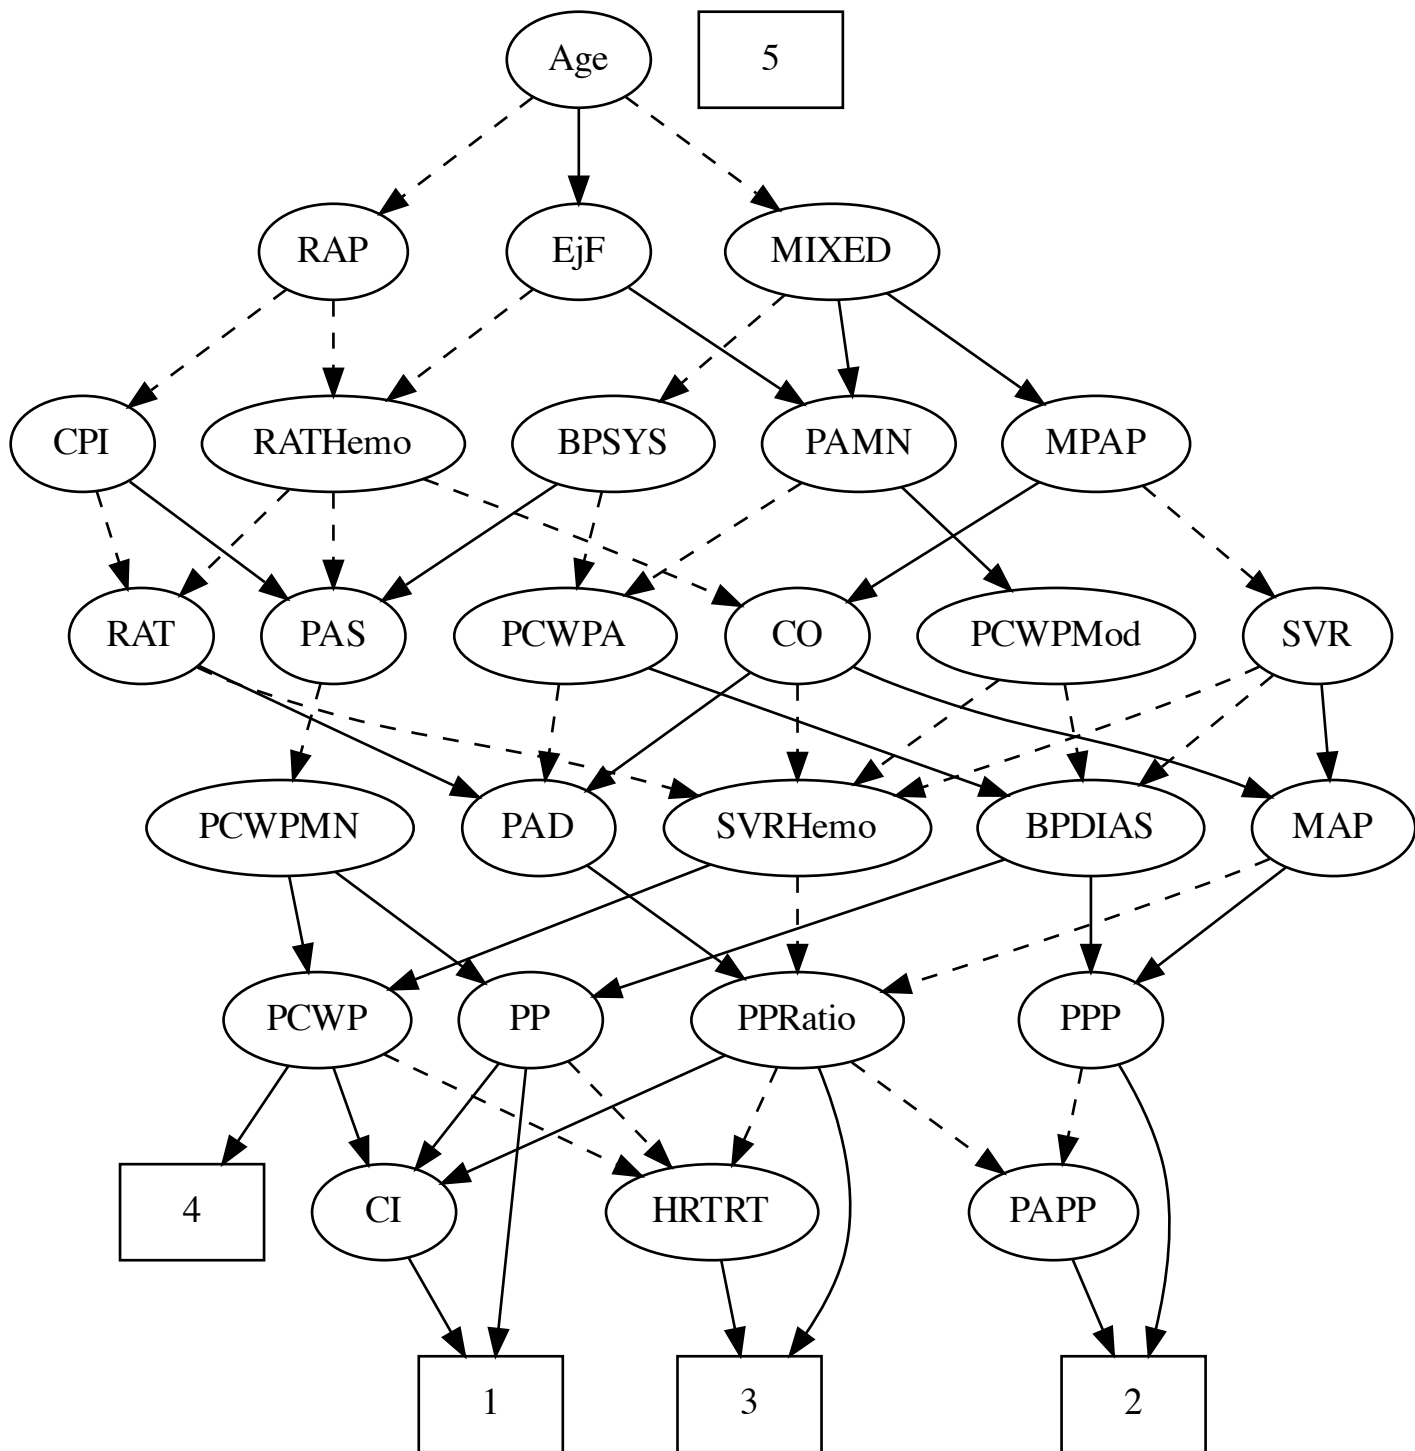 Age
5
RAP
EjF
MIXED
CPI
RATHemo
BPSYS
PAMN
MPAP
RAT
PAS
PCWPA
CO
PCWPMod
SVR
PCWPMN
PAD
SVRHemo
BPDIAS
MAP
PCWP
PP
PPRatio
PPP
4
CI
HRTRT
PAPP
1
3
2